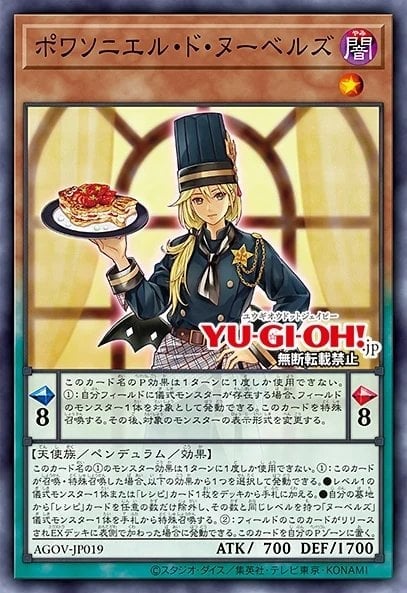 ポワソニエル・ド・ヌーベルズ
やみ
闇
ユウギオウドットジェイピー
YU-GI-OH!.jp
無断転載禁止
8
8
このカード名のP効果は1ターンに1度しか使用できない。
①:自分フィールドに儀式モンスターが存在する場合、フィールド
のモンスター1体を対象として発動できる。このカードを特殊
召喚する。その後、対象のモンスターの表示形式を変更する。
【天使族/ペンデュラム/効果】
このカード名の①のモンスター効果は1ターンに1度しか使用できない。①:このカード
が召喚・特殊召喚した場合、以下の効果から1つを選択して発動できる。●レベル1の
儀式モンスター1体または「レシピ」カード1枚をデッキから手札に加える。●自分の墓地
から「レシピ」カードを任意の数だけ除外し、その数と同じレベルを持つ「ヌーベルズ」
儀式モンスター1体を手札から特殊召喚する。②:フィールドのこのカードがリリース
されEXデッキに表側で加わった場合に発動できる。このカードを自分のPゾーンに置く
AGOV-JP019
ATK/ 700 DEF/1700
©スタジオ・ダイス/集英社・テレビ東京・KONAMI